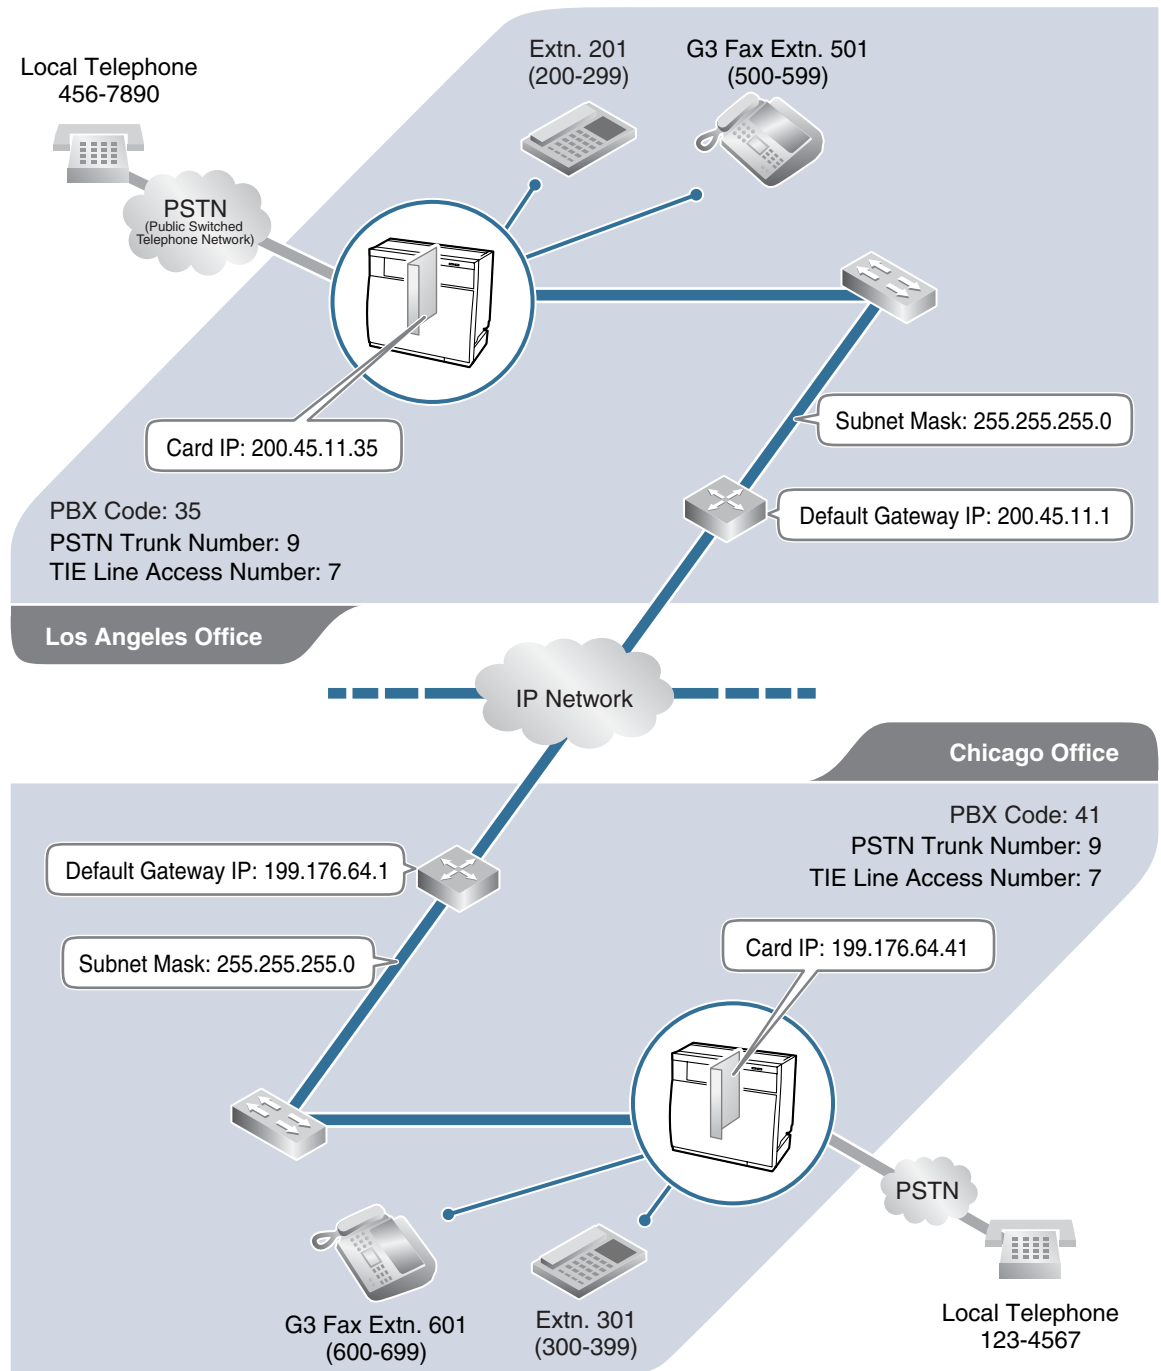 Extn. 201
(200-299)
G3 Fax Extn. 501
(500-599)
Local Telephone
456-7890
PSTN
(Public Switched
Telephone Network)
Card IP: 200.45.11.35
Subnet Mask: 255.255.255.0
Default Gateway IP: 200.45.11.1
PBX Code: 35
PSTN Trunk Number: 9
TIE Line Access Number: 7
Los Angeles Office
IP Network
Chicago Office
PBX Code: 41
PSTN Trunk Number: 9
TIE Line Access Number: 7
Default Gateway IP: 199.176.64.1
Card IP: 199.176.64.41
Subnet Mask: 255.255.255.0
PSTN
G3 Fax Extn. 601
(600-699)
Extn. 301
(300-399)
Local Telephone
123-4567